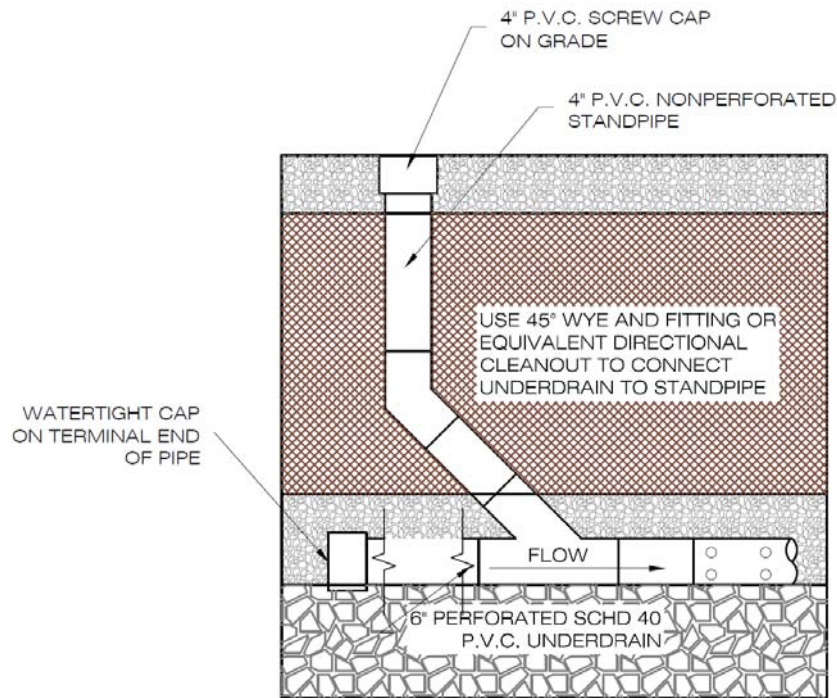 4" P.V.C. SCREW CAP
ON GRADE
4" P.V.C. NONPERFORATED
STANDPIPE
USE 45° WYE AND FITTING OR
EQUIVALENT DIRECTIONAL
CLEANOUT TO CONNECT
UNDERDRAIN TO STANDPIPE
WATERTIGHT CAP
ON TERMINAL END
OF PIPE
FLOW
6" PERFORATED SCHD 40
P.V.C. UNDERDRAIN